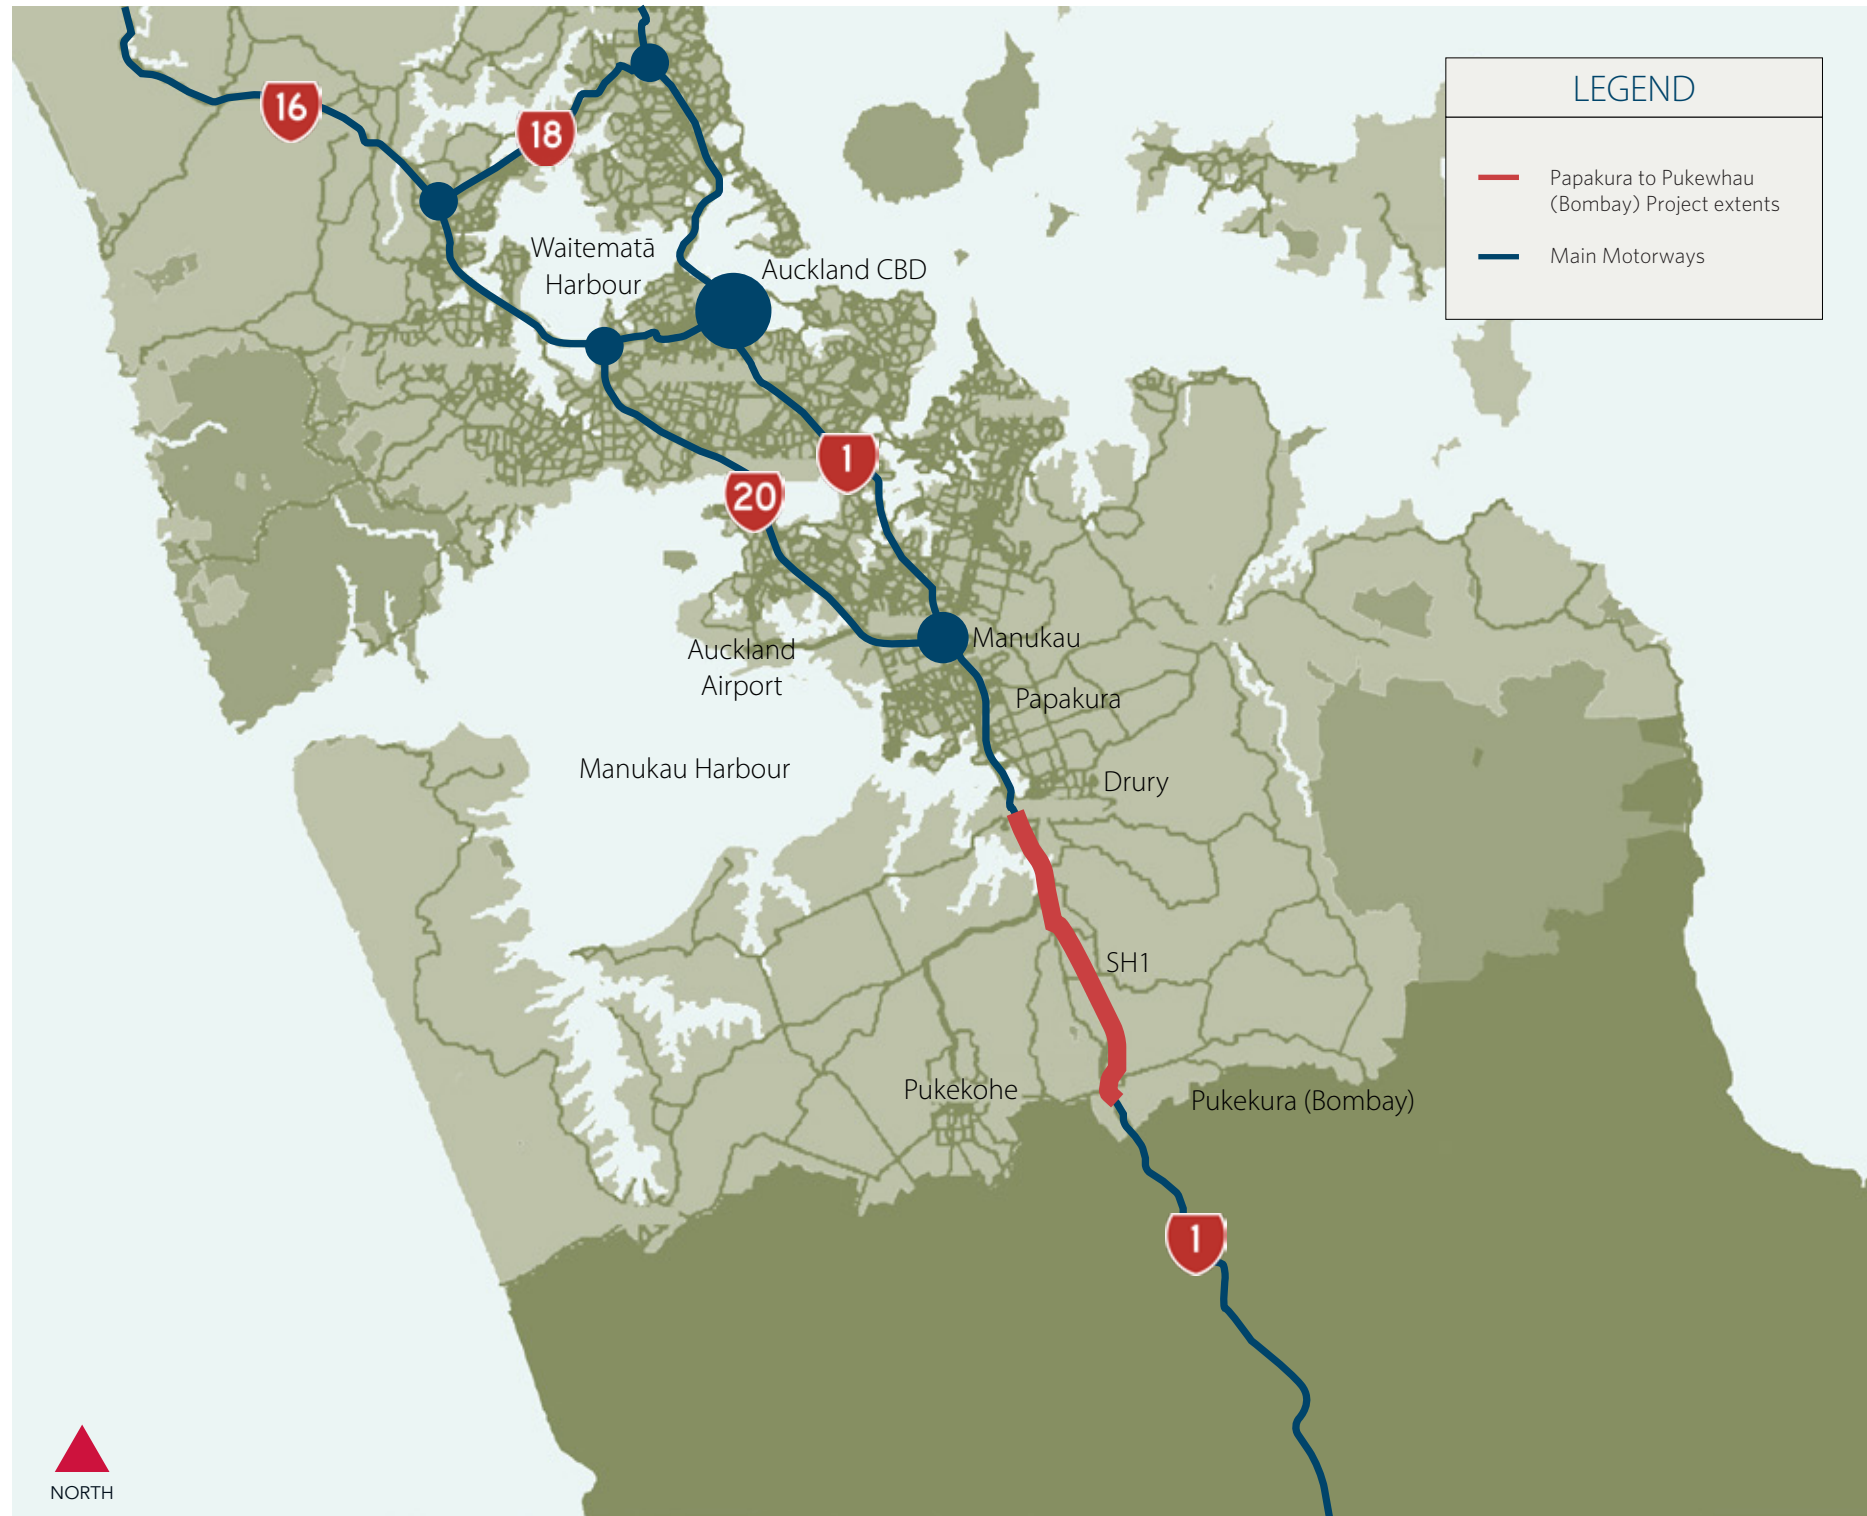 16
18
Waitematā
Harbour
Auckland CBD
1
20
Auckland
Airport
Manukau
Papakura
Manukau Harbour
Drury
SH1
Pukekohe
Pukekura (Bombay)
1
NORTH
LEGEND
Papakura to Pukewhau
(Bombay) Project extents
Main Motorways